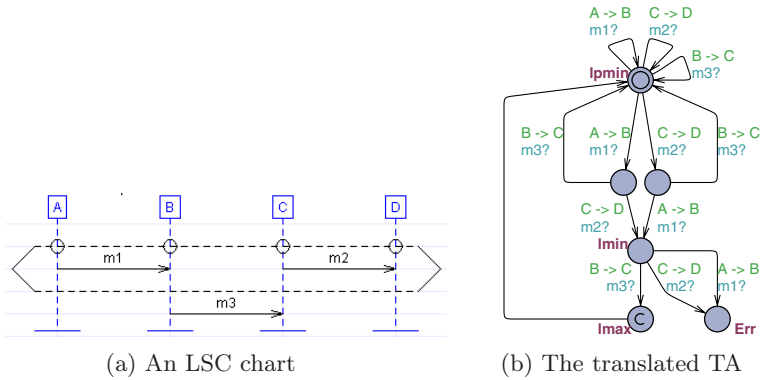 A B C D
m1
m2
m3
(a) An LSC chart
A -> B C -> D
m1? m2?
B -> C
m3?
lpmin
B -> C A -> B C -> D B -> C
m3? m1? m2? m3?
C -> D A -> B
m2? m1?
lmin
B -> C C -> D A -> B
m3? m2? m1?
C
lmax Err
(b) The translated TA